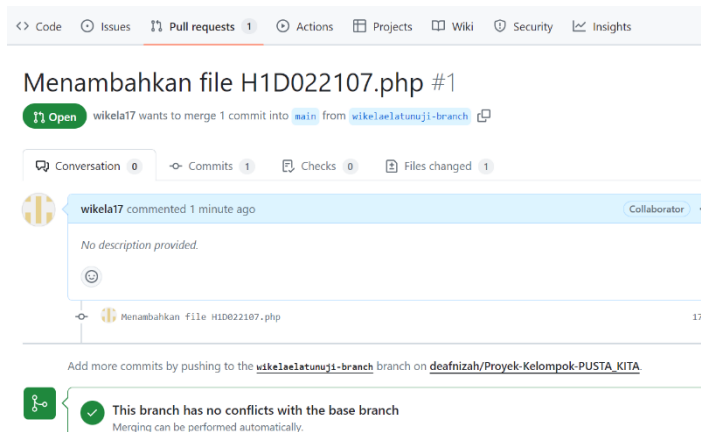 Code Issues Pull requests 1 Actions Projects Wiki Security Insights
Menambahkan file H1D022107.php #1
Open wikela17 wants to merge 1 commit into main from wikelaelatunuji-branch
Conversation 0 Commits 1 Checks 0 Files changed 1
wikela17 commented 1 minute ago Collaborator
No description provided.
Menambahkan file H1D022107.php 17
Add more commits by pushing to the wikelaelatunuji-branch branch on deafnizah/Proyek-Kelompok-PUSTA_KITA.
This branch has no conflicts with the base branch
Merging can be performed automatically.